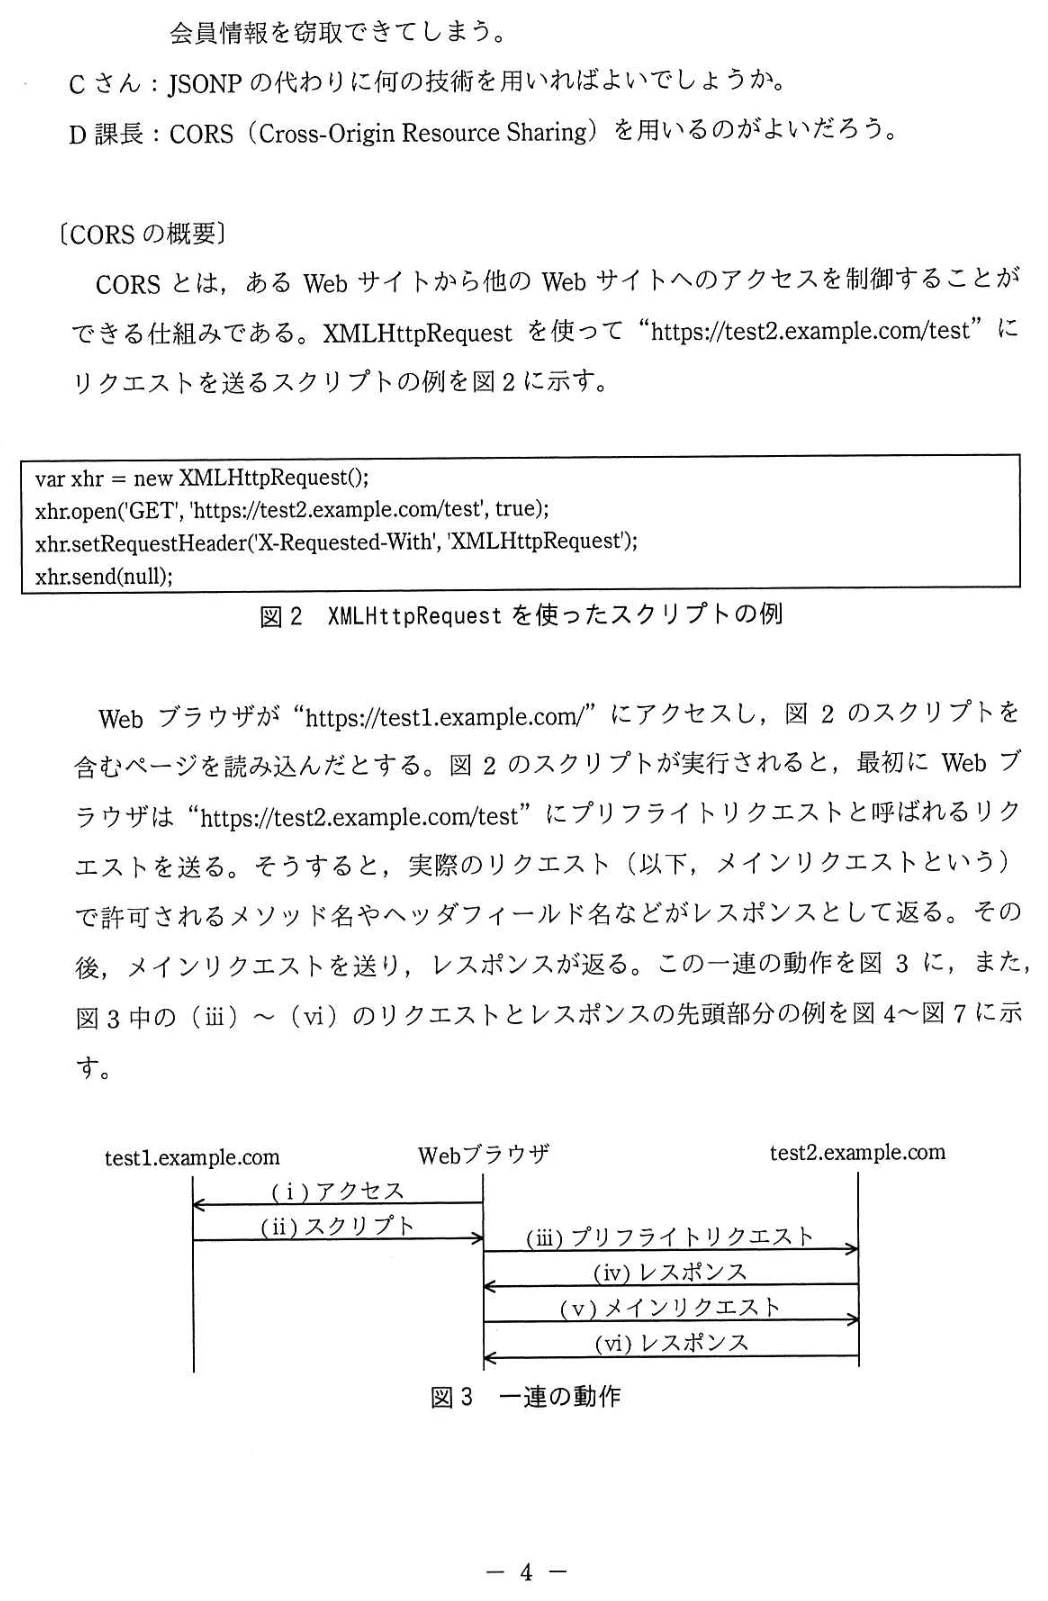 会員情報を窃取できてしまう。
C さん：JSONP の代わりに何の技術を用いればよいでしょうか。
D 課長：CORS（Cross-Origin Resource Sharing）を用いるのがよいだろう。
〔CORS の概要〕
CORS とは，ある Web サイトから他の Web サイトへのアクセスを制御することが
できる仕組みである。XMLHttpRequest を使って “https://test2.example.com/test” に
リクエストを送るスクリプトの例を図 2 に示す。
var xhr = new XMLHttpRequest();
xhr.open('GET', 'https://test2.example.com/test', true);
xhr.setRequestHeader('X-Requested-With', 'XMLHttpRequest');
xhr.send(null);
図 2　XMLHttpRequest を使ったスクリプトの例
Web ブラウザが “https://test1.example.com/” にアクセスし，図 2 のスクリプトを
含むページを読み込んだとする。図 2 のスクリプトが実行されると，最初に Web ブ
ラウザは “https://test2.example.com/test” にプリフライトリクエストと呼ばれるリク
エストを送る。そうすると，実際のリクエスト（以下，メインリクエストという）
で許可されるメソッド名やヘッダフィールド名などがレスポンスとして返る。その
後，メインリクエストを送り，レスポンスが返る。この一連の動作を図 3 に，また，
図 3 中の（ⅲ）～（ⅵ）のリクエストとレスポンスの先頭部分の例を図 4～図 7 に示
す。
test1.example.com　Webブラウザ　test2.example.com
(ⅰ)アクセス
(ⅱ)スクリプト
(ⅲ)プリフライトリクエスト
(ⅳ)レスポンス
(ⅴ)メインリクエスト
(ⅵ)レスポンス
図 3　一連の動作
－ 4 －